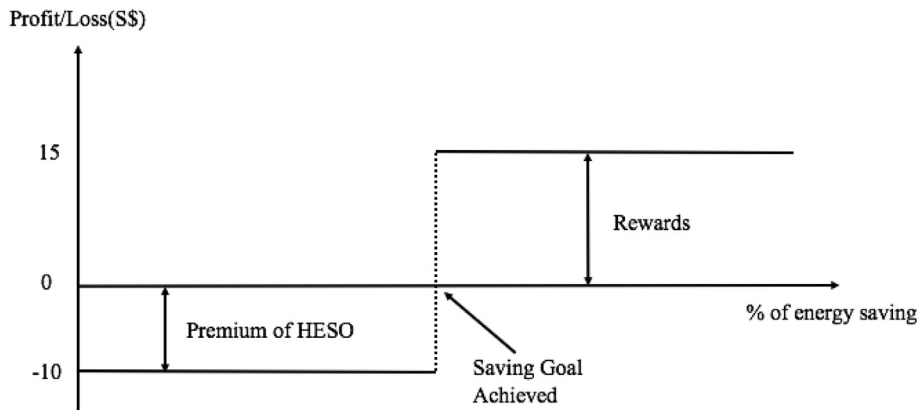 Profit/Loss(S$)
15
Rewards
0
% of energy saving
Premium of HESO
Saving Goal
Achieved
-10